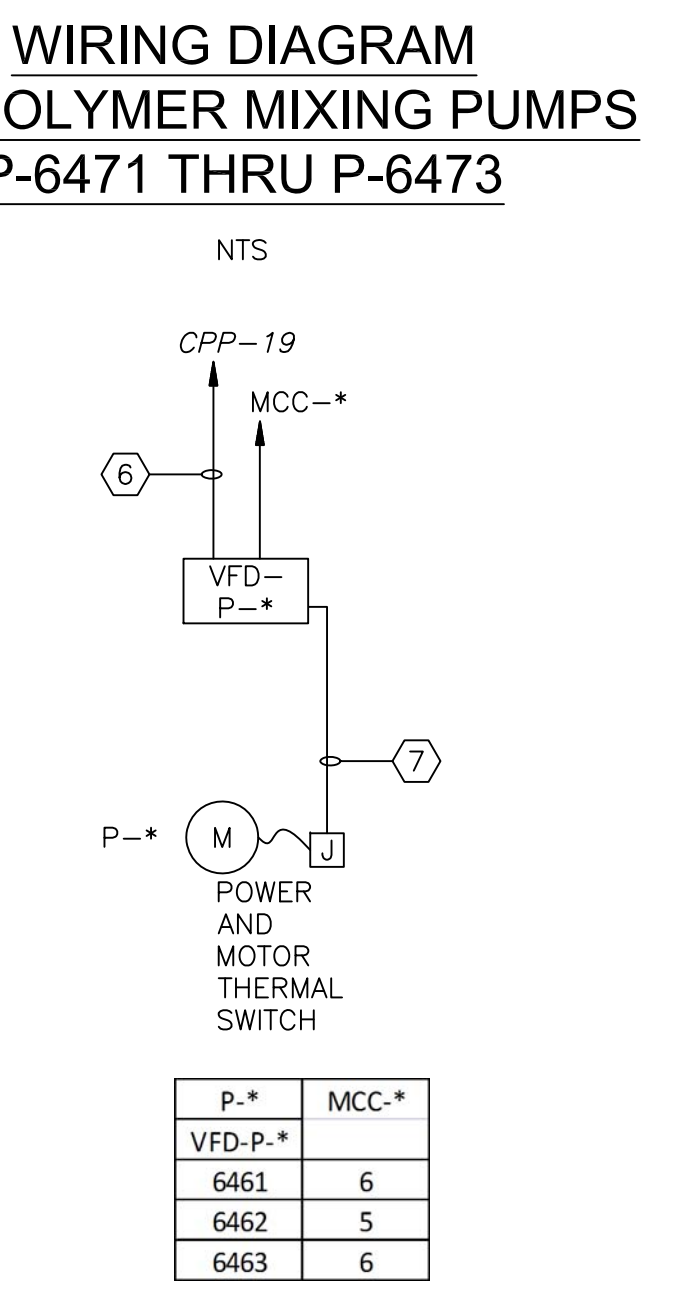 WIRING DIAGRAM
OLYMER MIXING PUMPS
P-6471 THRU P-6473
NTS
CPP-19
MCC-*
6
VFD-
P-*
7
P-*
M
J
POWER
AND
MOTOR
THERMAL
SWITCH
P-* MCC-*
VFD-P-*
6461 6
6462 5
6463 6